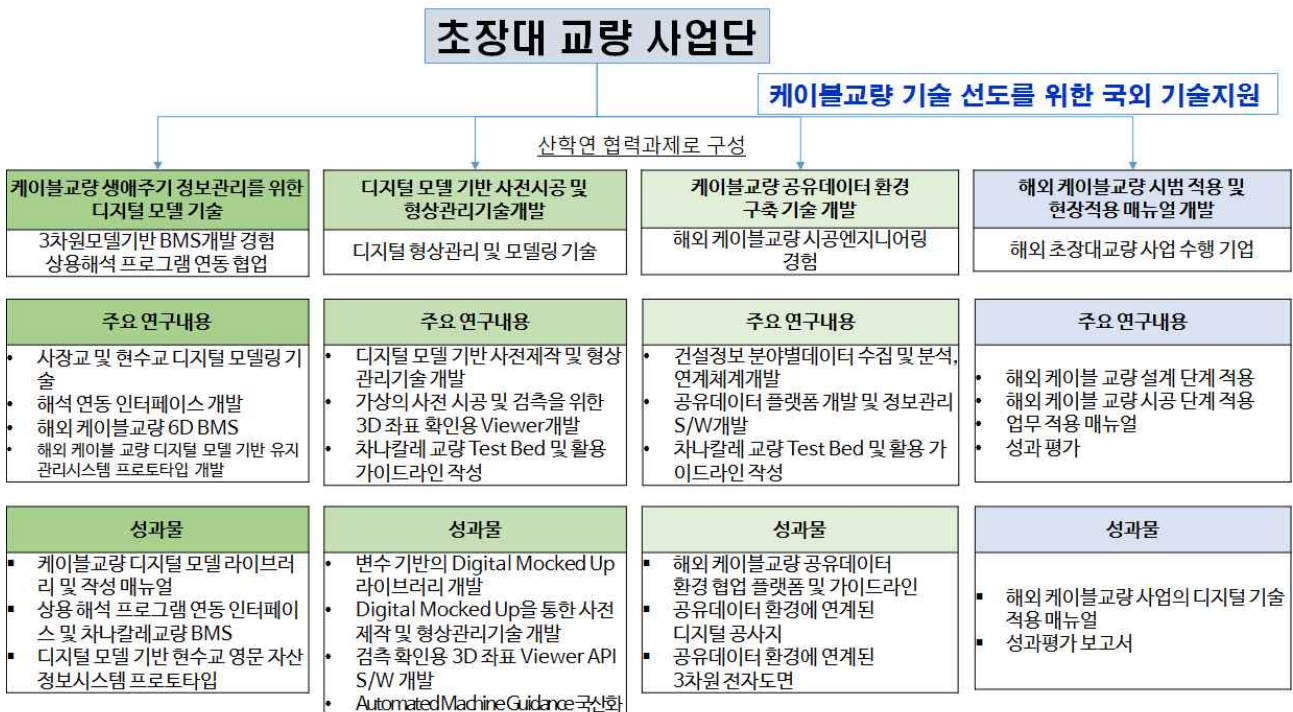 초장대 교량 사업단
케이블교량 기술 선도를 위한 국외 기술지원
산학연 협력과제로 구성
케이블교량 생애주기 정보관리를 위한
디지털 모델 기술
3차원모델기반 BMS개발 경험
상용해석 프로그램 연동 협업
주요 연구내용
• 사장교 및 현수교 디지털 모델링 기
술
• 해석 연동 인터페이스 개발
• 해외 케이블교량 6D BMS
• 해외 케이블 교량 디지털 모델 기반 유지
관리시스템 프로토타입 개발
성과물
▪ 케이블교량 디지털 모델 라이브러
리 및 작성 매뉴얼
▪ 상용 해석 프로그램 연동 인터페이
스 및 차나칼레교량 BMS
▪ 디지털 모델 기반 현수교 영문 자산
정보시스템 프로토타입
디지털 모델 기반 사전시공 및
형상관리기술개발
디지털 형상관리 및 모델링 기술
주요 연구내용
• 디지털 모델 기반 사전제작 및 형상
관리기술 개발
• 가상의 사전 시공 및 검측을 위한
3D 좌표 확인용 Viewer개발
• 차나칼레 교량 Test Bed 및 활용
가이드라인 작성
성과물
• 변수 기반의 Digital Mocked Up
라이브러리 개발
• Digital Mocked Up을 통한 사전
제작 및 형상관리기술 개발
• 검측 확인용 3D 좌표 Viewer API
S/W 개발
• Automated Machine Guidance 국산화
케이블교량 공유데이터 환경
구축 기술 개발
해외 케이블교량 시공엔지니어링
경험
주요 연구내용
• 건설정보 분야별데이터 수집 및 분석,
연계체계개발
• 공유데이터 플랫폼 개발 및 정보관리
S/W개발
• 차나칼레 교량 Test Bed 및 활용 가
이드라인 작성
성과물
▪ 해외 케이블교량 공유데이터
환경 협업 플랫폼 및 가이드라인
▪ 공유데이터 환경에 연계된
디지털 공사지
▪ 공유데이터 환경에 연계된
3차원 전자도면
해외 케이블교량 시범 적용 및
현장적용 매뉴얼 개발
해외 초장대교량 사업 수행 기업
주요 연구내용
• 해외 케이블 교량 설계 단계 적용
• 해외 케이블 교량 시공 단계 적용
• 업무 적용 매뉴얼
• 성과 평가
성과물
▪ 해외 케이블교량 사업의 디지털 기술
적용 매뉴얼
▪ 성과평가 보고서